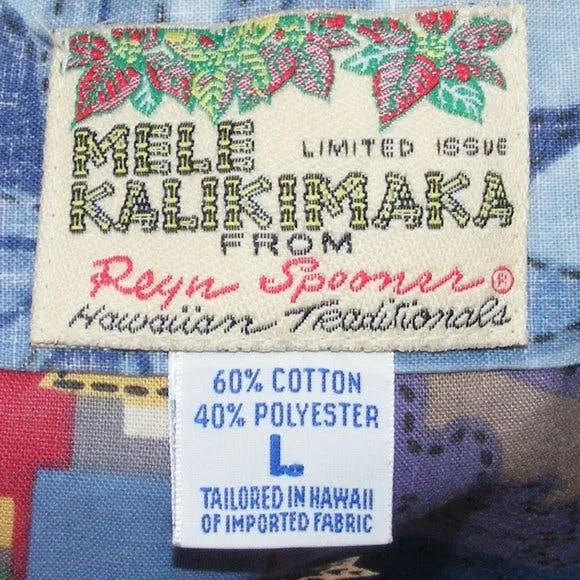 MELE LIMITED ISSUE
KALIKIMAKA
FROM
Reyn Spooner®
Hawaiian Traditionals
60% COTTON
40% POLYESTER
L
TAILORED IN HAWAII
OF IMPORTED FABRIC